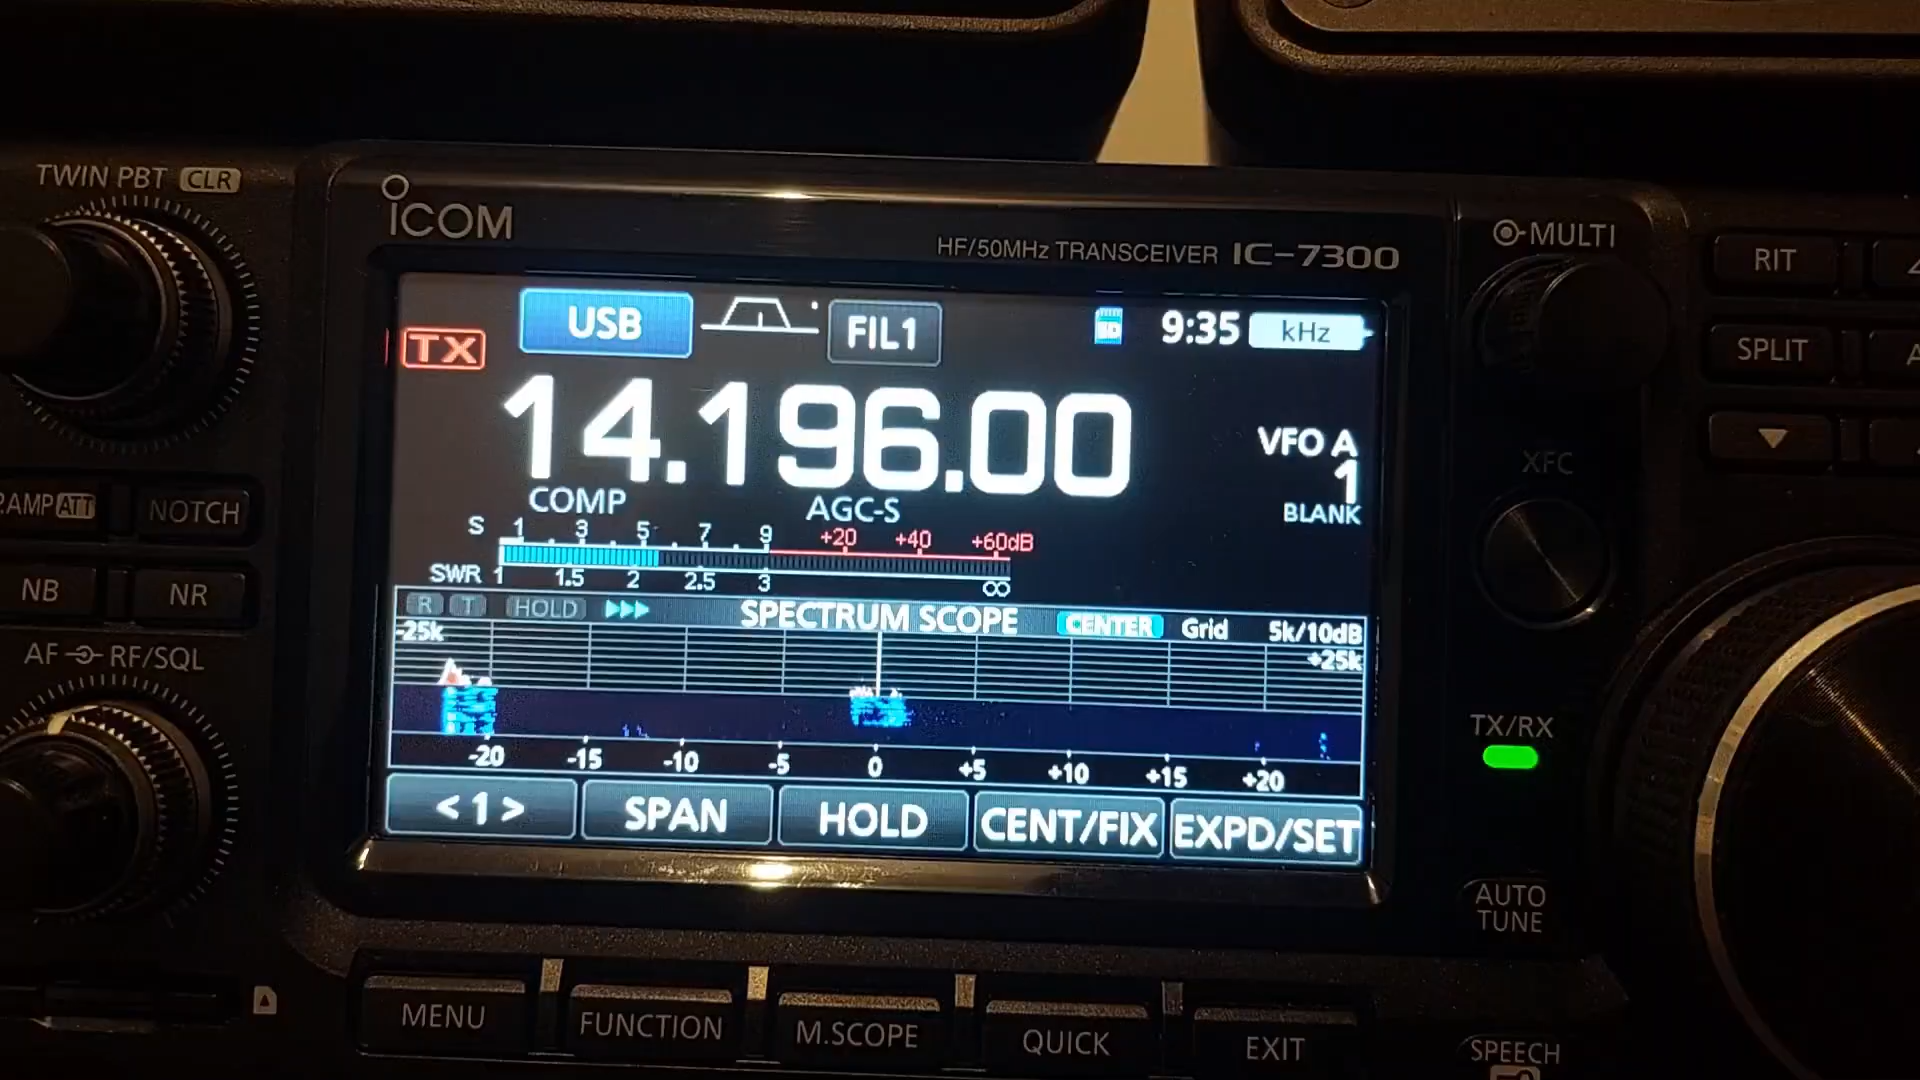 TWIN PBT CLR
ICOM
HF/50MHz TRANSCEIVER IC-7300
MULTI
RIT
USB
FIL1
9:35
kHz
TX
14.196.00
VFO A
1
BLANK
SPLIT
XFC
P.AMP ATT
NOTCH
COMP
AGC-S
S 1 3 5 7 9 +20 +40 +60dB
SWR 1 1.5 2 2.5 3 ∞
NB
NR
R T HOLD
SPECTRUM SCOPE
CENTER
Grid
5k/10dB
-25k
+25k
AF RF/SQL
-20 -15 -10 -5 0 +5 +10 +15 +20
TX/RX
<1>
SPAN
HOLD
CENT/FIX
EXPD/SET
AUTO
TUNE
MENU
FUNCTION
M.SCOPE
QUICK
EXIT
SPEECH